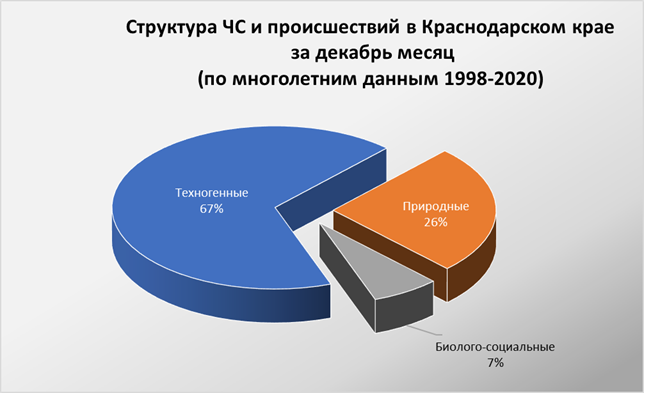 Структура ЧС и происшествий в Краснодарском крае
за декабрь месяц
(по многолетним данным 1998-2020)
Техногенные
67%
Природные
26%
Биолого-социальные
7%